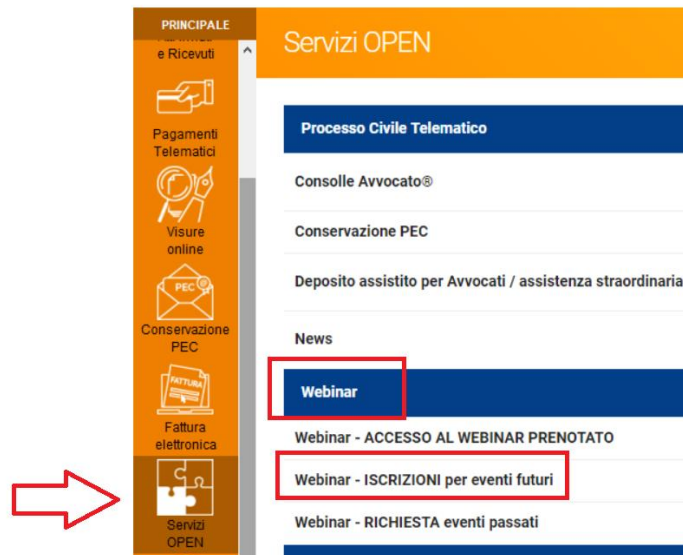 PRINCIPALE
e Ricevuti
Pagamenti
Telematici
Visure
online
PEC
Conservazione
PEC
FATTURA
Fattura
elettronica
Servizi
OPEN
Servizi OPEN
Processo Civile Telematico
Consolle Avvocato®
Conservazione PEC
Deposito assistito per Avvocati / assistenza straordinaria
News
Webinar
Webinar - ACCESSO AL WEBINAR PRENOTATO
Webinar - ISCRIZIONI per eventi futuri
Webinar - RICHIESTA eventi passati